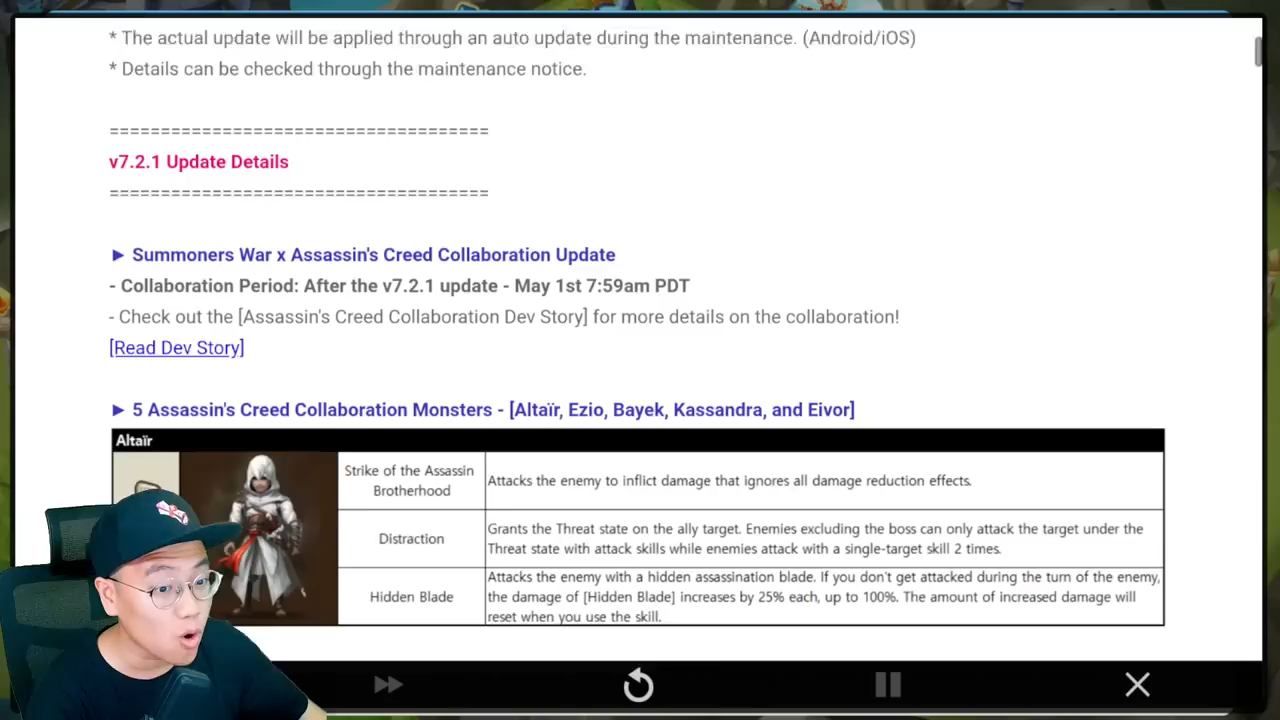 * The actual update will be applied through an auto update during the maintenance. (Android/iOS)
* Details can be checked through the maintenance notice.
=====================================
v7.2.1 Update Details
=====================================
► Summoners War x Assassin's Creed Collaboration Update
- Collaboration Period: After the v7.2.1 update - May 1st 7:59am PDT
- Check out the [Assassin's Creed Collaboration Dev Story] for more details on the collaboration!
[Read Dev Story]
► 5 Assassin's Creed Collaboration Monsters - [Altaïr, Ezio, Bayek, Kassandra, and Eivor]
Altaïr
Strike of the Assassin
Brotherhood
Attacks the enemy to inflict damage that ignores all damage reduction effects.
Distraction
Grants the Threat state on the ally target. Enemies excluding the boss can only attack the target under the
Threat state with attack skills while enemies attack with a single-target skill 2 times.
Hidden Blade
Attacks the enemy with a hidden assassination blade. If you don't get attacked during the turn of the enemy,
the damage of [Hidden Blade] increases by 25% each, up to 100%. The amount of increased damage will
reset when you use the skill.